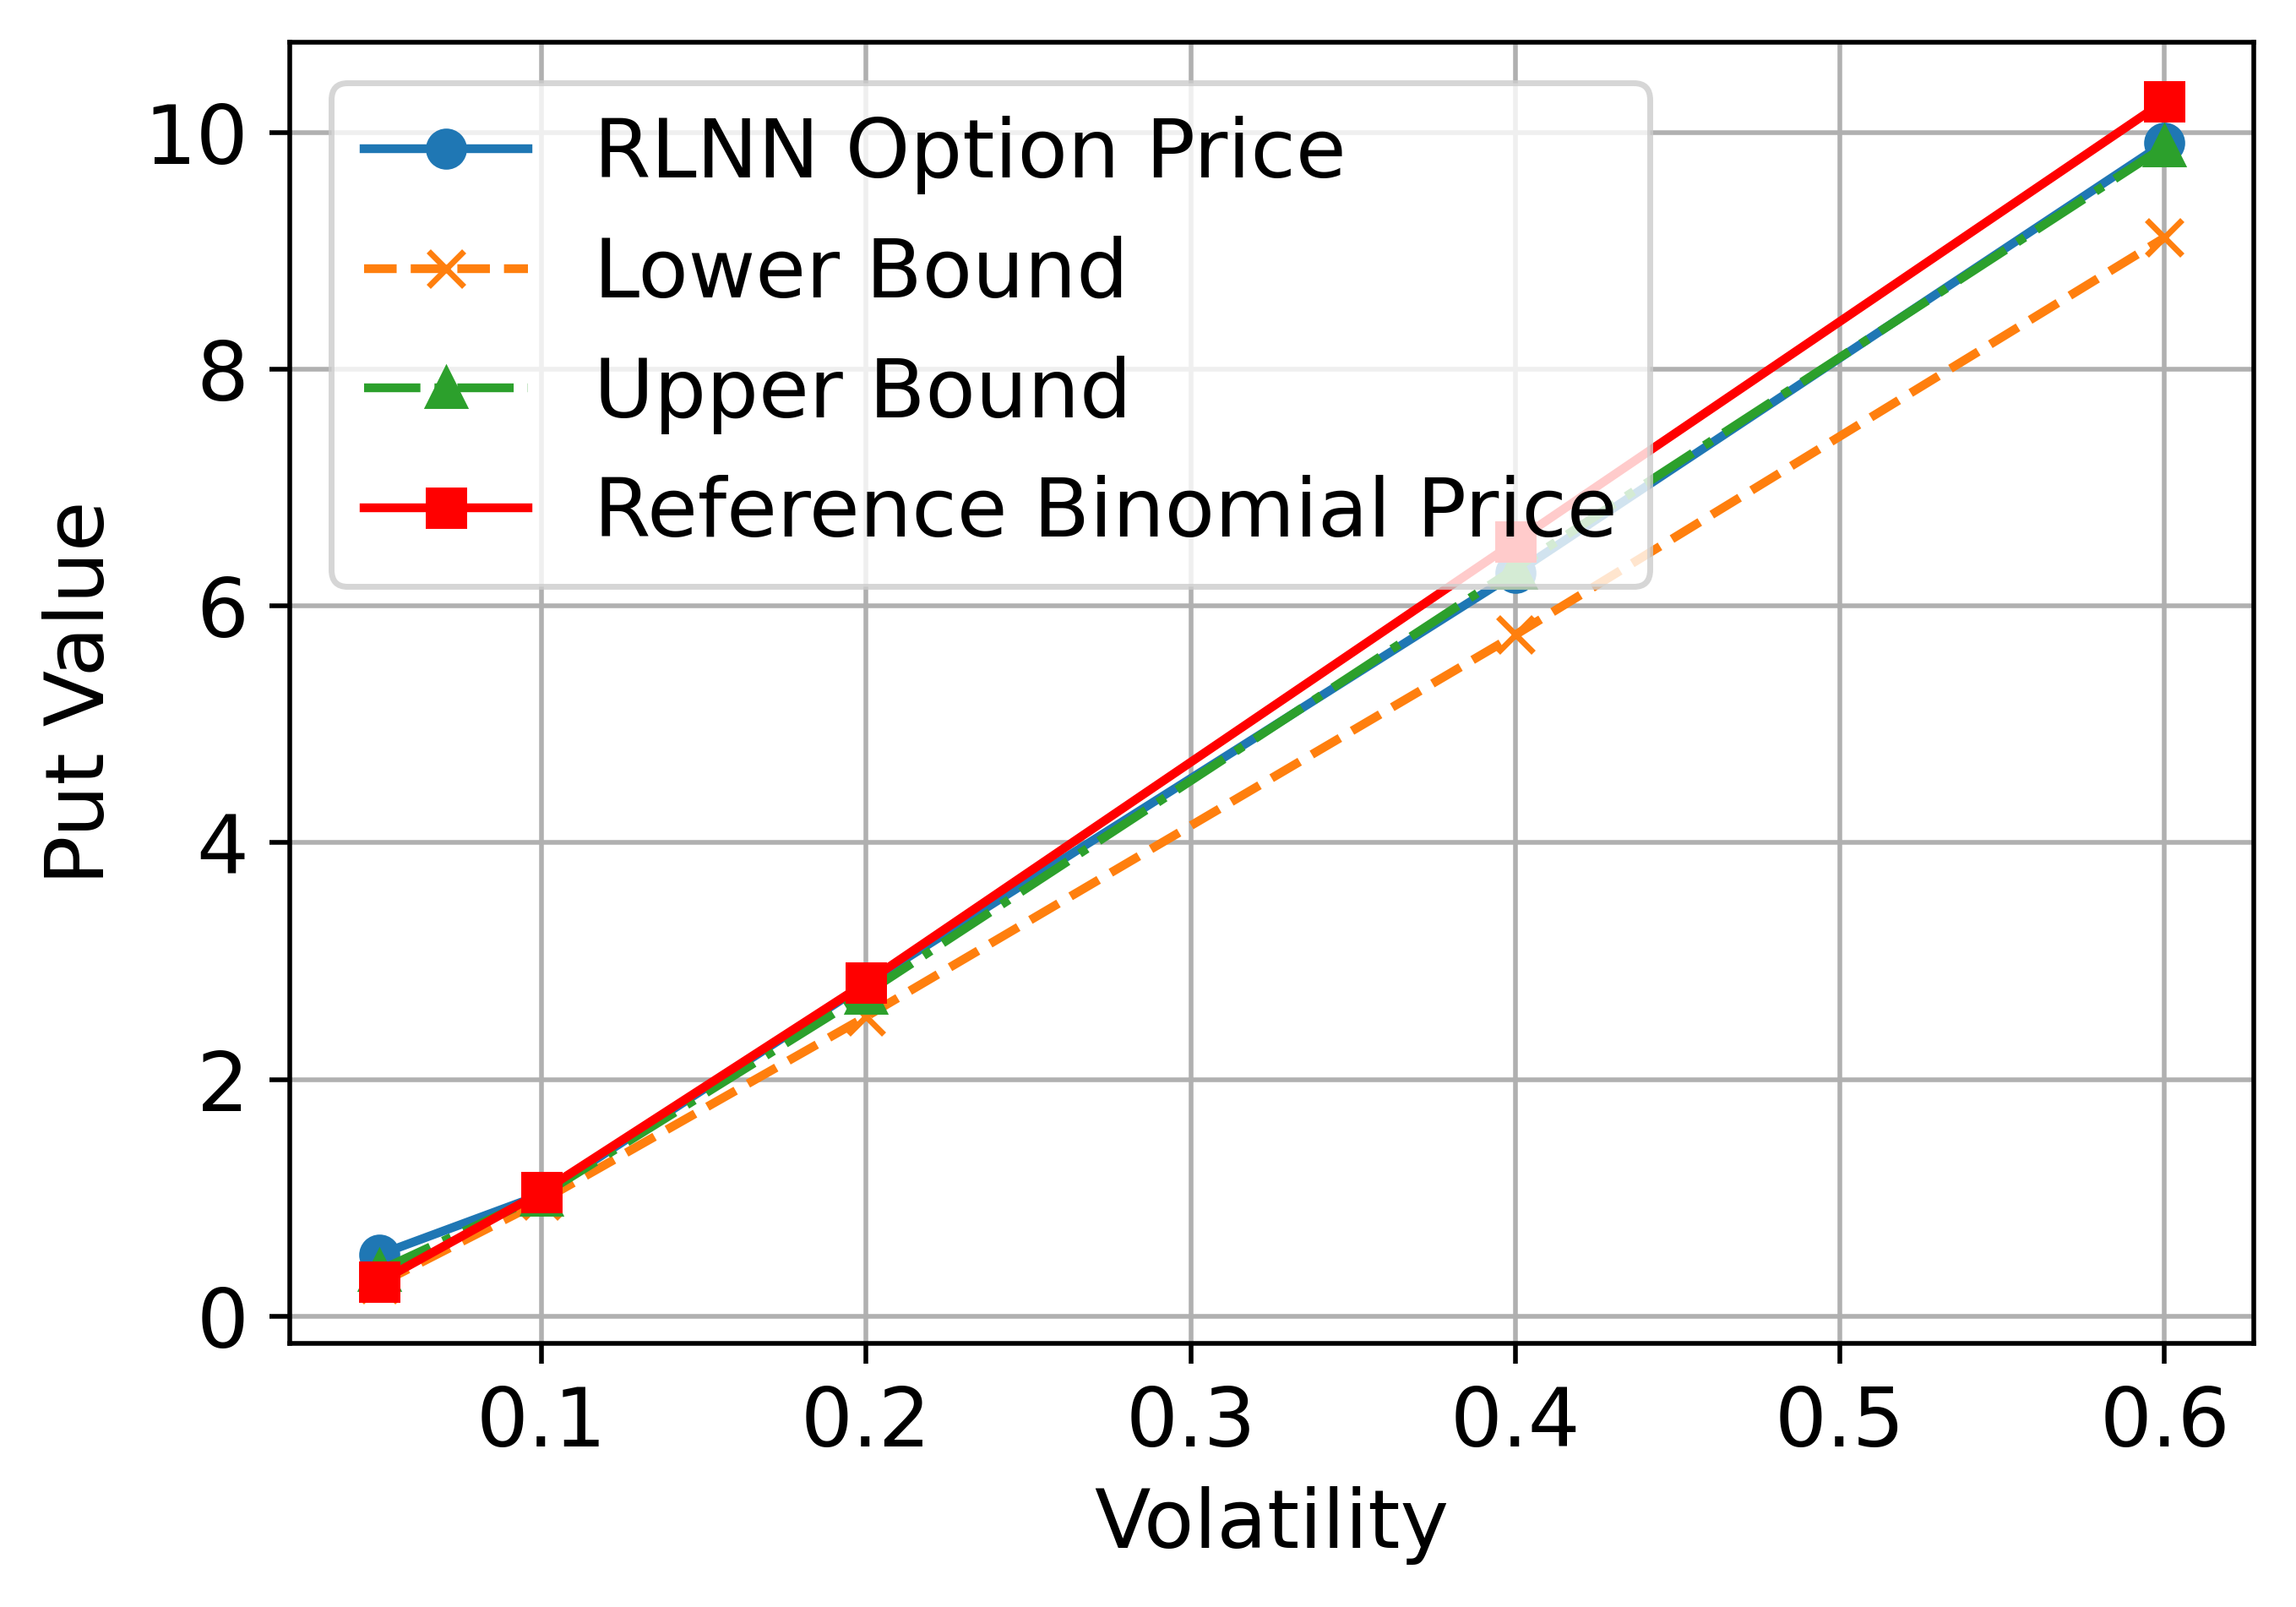 RLNN Option Price
Lower Bound
Upper Bound
Reference Binomial Price
Put Value
10
8
6
4
2
0
0.1 0.2 0.3 0.4 0.5 0.6
Volatility